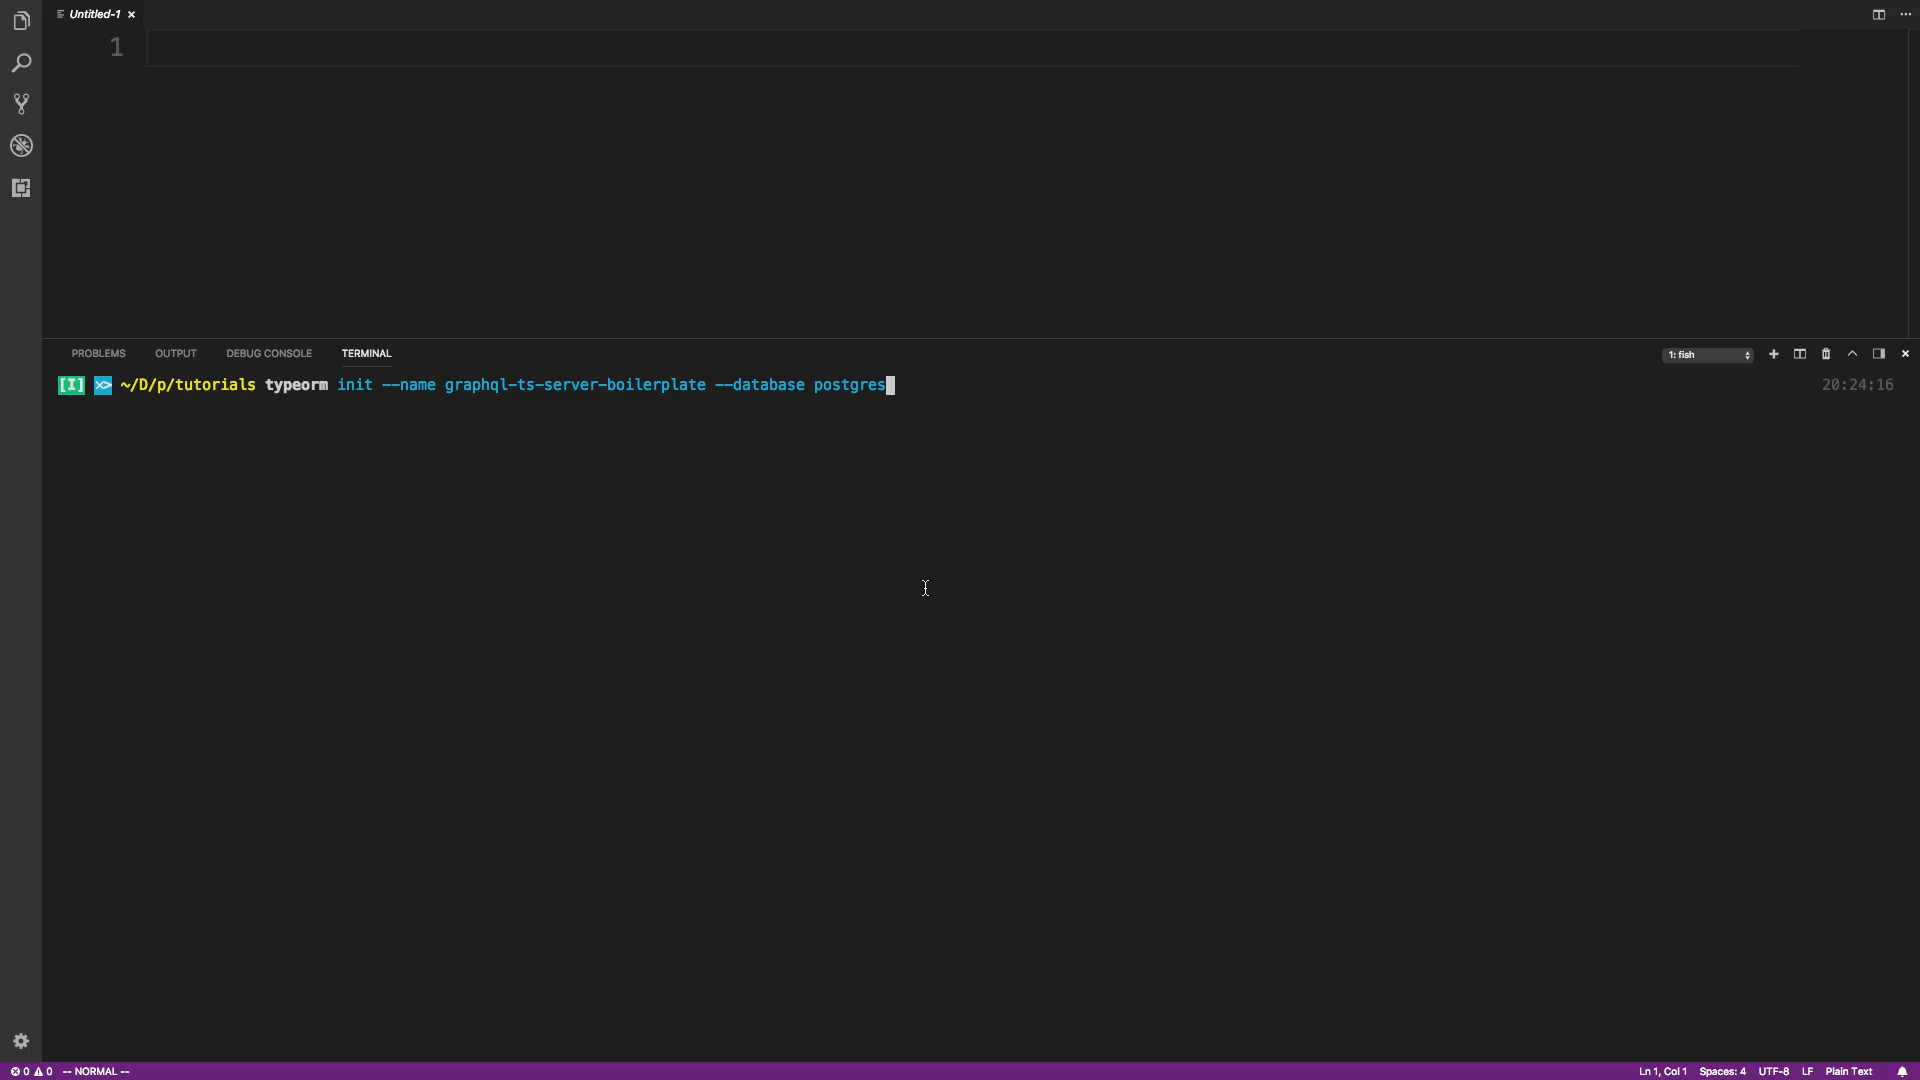 Untitled-1
1
PROBLEMS OUTPUT DEBUG CONSOLE TERMINAL 1: fish
[I] >> ~/D/p/tutorials typeorm init --name graphql-ts-server-boilerplate --database postgres 20:24:16
0 0 -- NORMAL -- Ln 1, Col 1 Spaces: 4 UTF-8 LF Plain Text